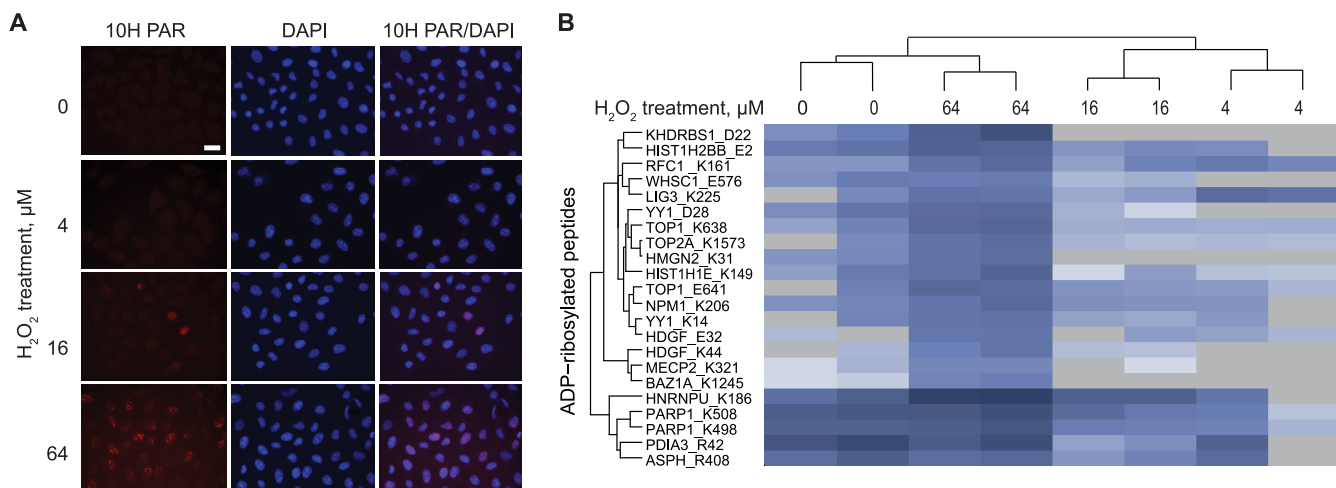 A
10H PAR DAPI 10H PAR/DAPI
H₂O₂ treatment, µM
0
4
16
64
B
H₂O₂ treatment, µM 0 0 64 64 16 16 4 4
ADP−ribosylated peptides
KHDRBS1_D22
HIST1H2BB_E2
RFC1_K161
WHSC1_E576
LIG3_K225
YY1_D28
TOP1_K638
TOP2A_K1573
HMGN2_K31
HIST1H1E_K149
TOP1_E641
NPM1_K206
YY1_K14
HDGF_E32
HDGF_K44
MECP2_K321
BAZ1A_K1245
HNRNPU_K186
PARP1_K508
PARP1_K498
PDIA3_R42
ASPH_R408